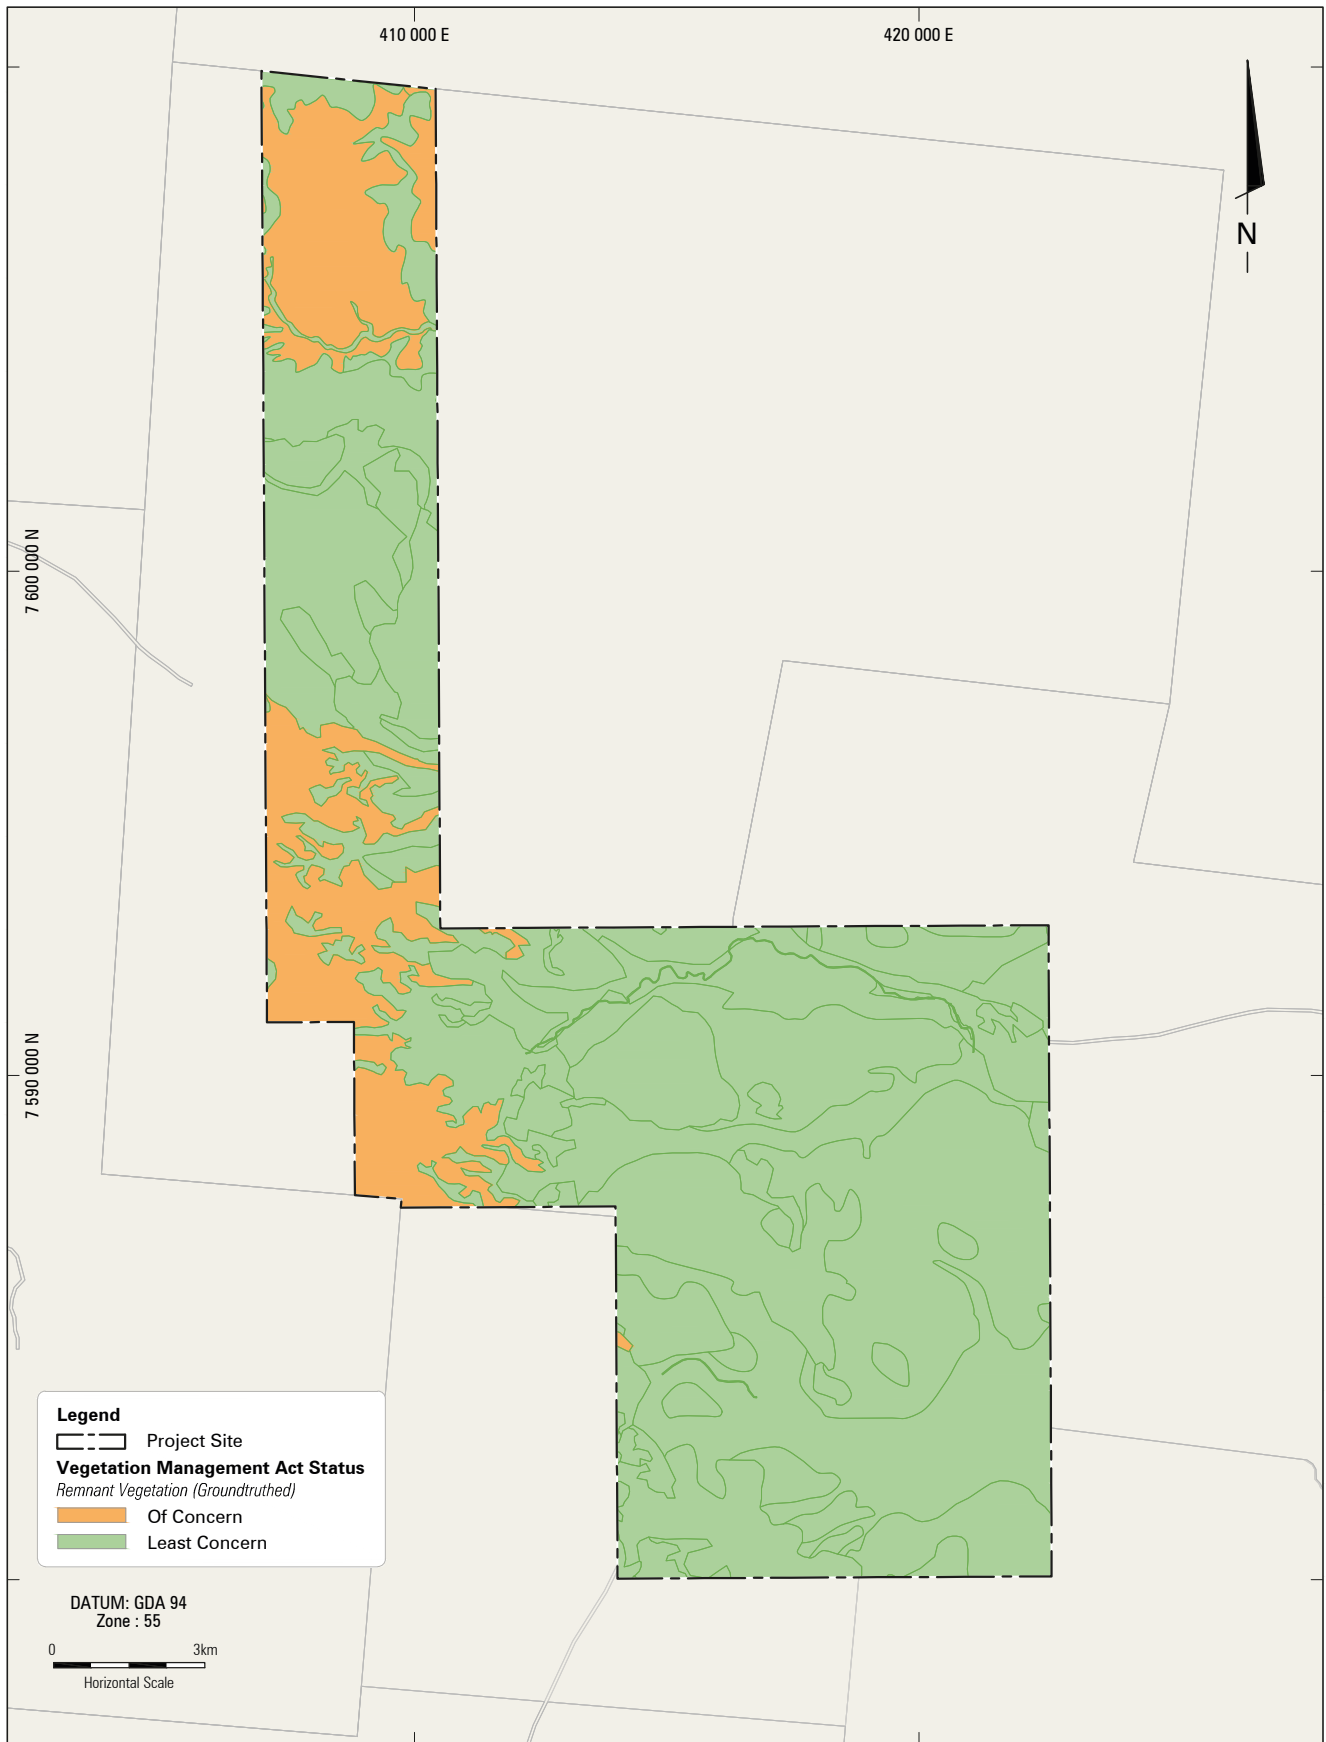 410 000 E
420 000 E
N
7 600 000 N
7 590 000 N
Legend
Project Site
Vegetation Management Act Status
Remnant Vegetation (Groundtruthed)
Of Concern
Least Concern
DATUM: GDA 94
Zone : 55
0 3km
Horizontal Scale